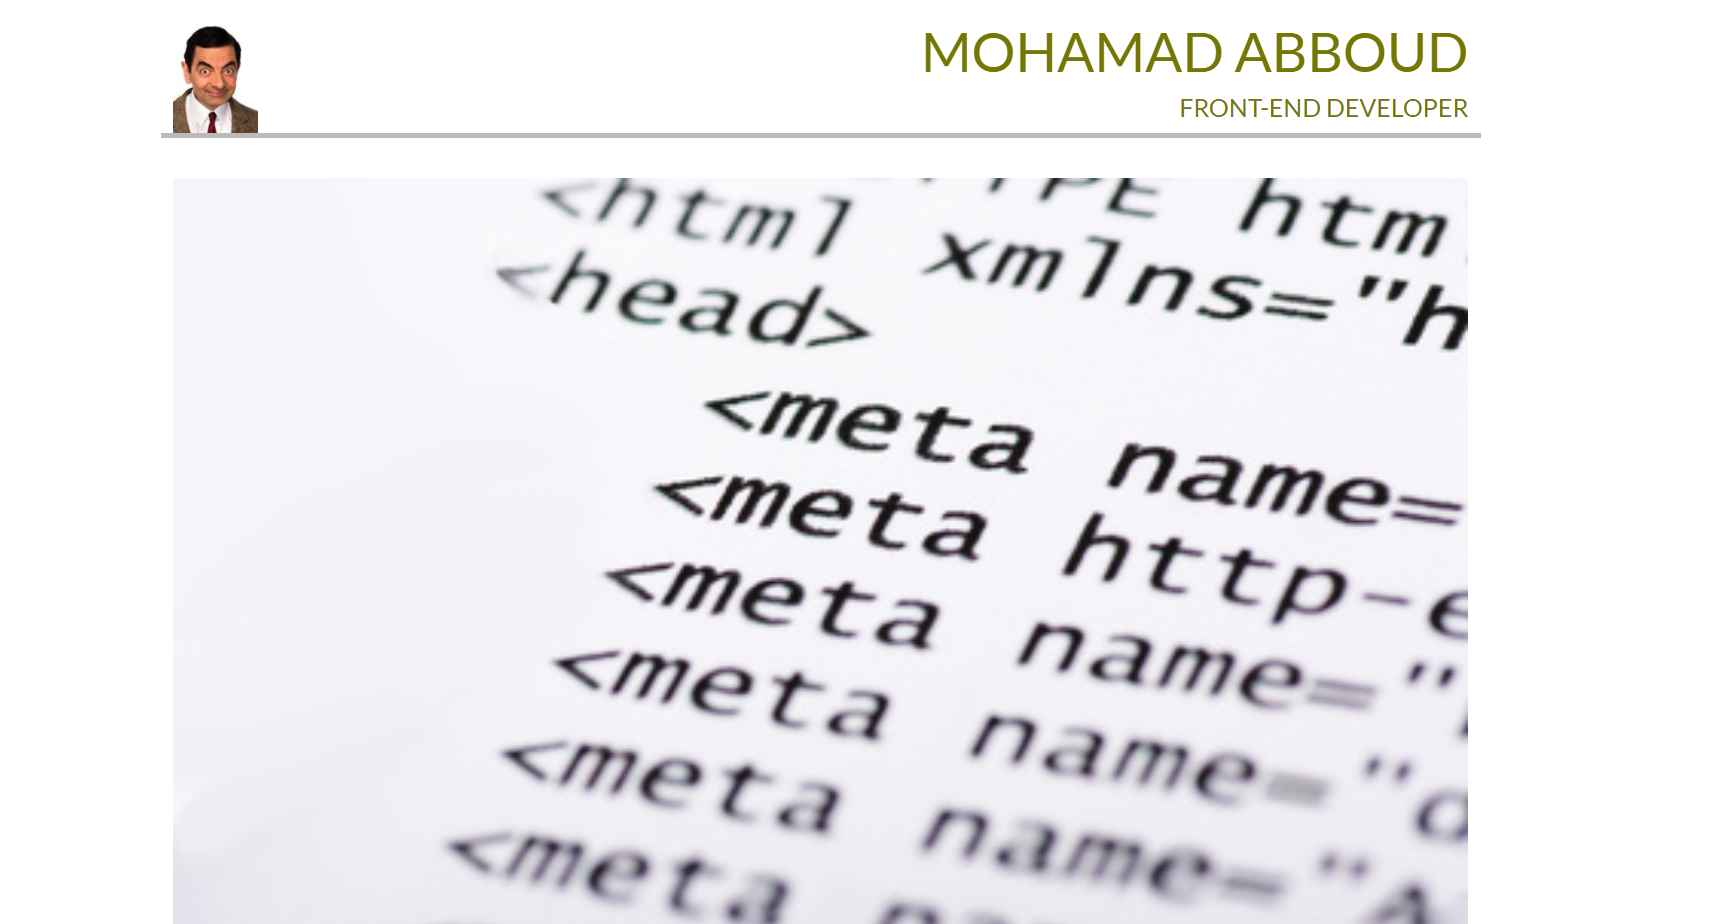 MOHAMAD ABBOUD
FRONT-END DEVELOPER
TYPE htm
<html xmlns="h
<head>
<meta name=
<meta http-e
<meta name="
<meta name="d
<meta name="A
<meta